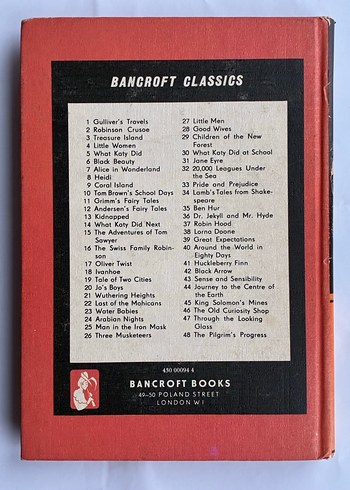 BANCROFT CLASSICS
1 Gulliver's Travels
2 Robinson Crusoe
3 Treasure Island
4 Little Women
5 What Katy Did
6 Black Beauty
7 Alice in Wonderland
8 Heidi
9 Coral Island
10 Tom Brown's School Days
11 Grimm's Fairy Tales
12 Andersen's Fairy Tales
13 Kidnapped
14 What Katy Did Next
15 The Adventures of Tom
Sawyer
16 The Swiss Family Robin-
son
17 Oliver Twist
18 Ivanhoe
19 Tale of Two Cities
20 Jo's Boys
21 Wuthering Heights
22 Last of the Mohicans
23 Water Babies
24 Arabian Nights
25 Man in the Iron Mask
26 Three Musketeers
27 Little Men
28 Good Wives
29 Children of the New
Forest
30 What Katy Did at School
31 Jane Eyre
32 20,000 Leagues Under
the Sea
33 Pride and Prejudice
34 Lamb's Tales from Shake-
speare
35 Ben Hur
36 Dr. Jekyll and Mr. Hyde
37 Robin Hood
38 Lorna Doone
39 Great Expectations
40 Around the World in
Eighty Days
41 Huckleberry Finn
42 Black Arrow
43 Sense and Sensibility
44 Journey to the Centre of
the Earth
45 King Solomon's Mines
46 The Old Curiosity Shop
47 Through the Looking
Glass
48 The Pilgrim's Progress
430 00094 4
BANCROFT BOOKS
49-50 POLAND STREET
LONDON W1